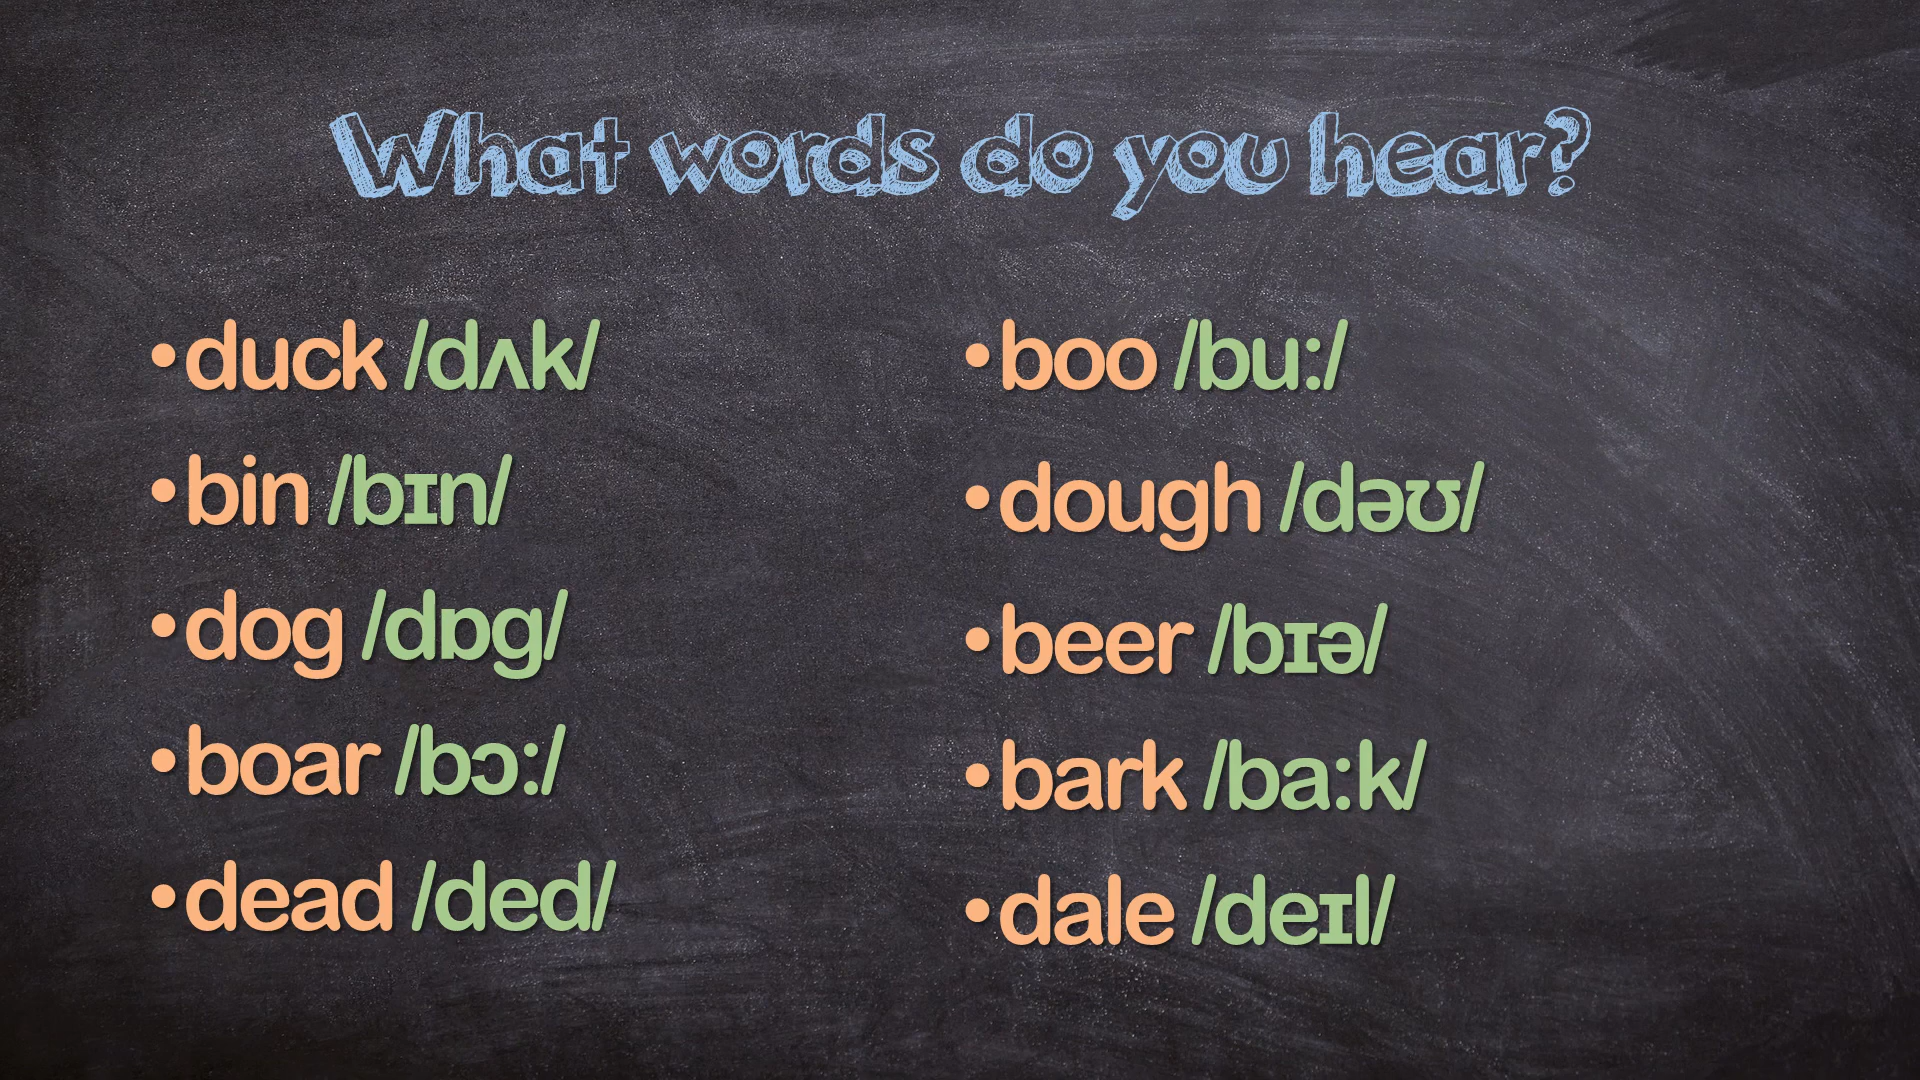 What words do you hear?
•duck /dʌk/
•bin /bɪn/
•dog /dɒg/
•boar /bɔ:/
•dead /ded/
•boo /bu:/
•dough /dəʊ/
•beer /bɪə/
•bark /ba:k/
•dale /deɪl/